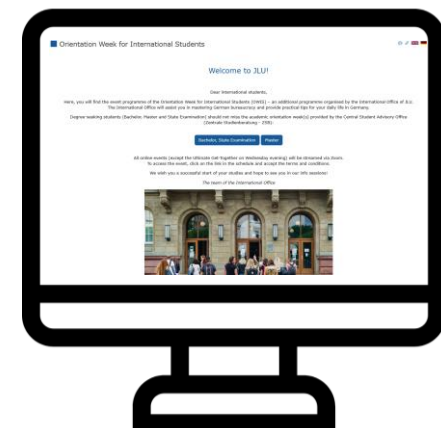 Orientation Week for International Students
Welcome to JLU!
Dear International students,
Here, you will find the event programme of the Orientation Week for International Students (OWIS) – an additional programme organised by the International Office of JLU.
The International Office will assist you in mastering German bureaucracy and provide practical tips for your daily life in Germany.
Degree seeking students (Bachelor, Master and State Examination) should not miss the academic orientation week(s) provided by the Central Student Advisory Office
(Zentrale Studienberatung - ZSB):
Bachelor, State Examination Master
All online events (except the Ultimate Get Together on Wednesday evening) will be streamed via Zoom.
To access the event, click on the link in the schedule and accept the terms and conditions.
We wish you a successful start of your studies and hope to see you in our info sessions!
The team of the International Office